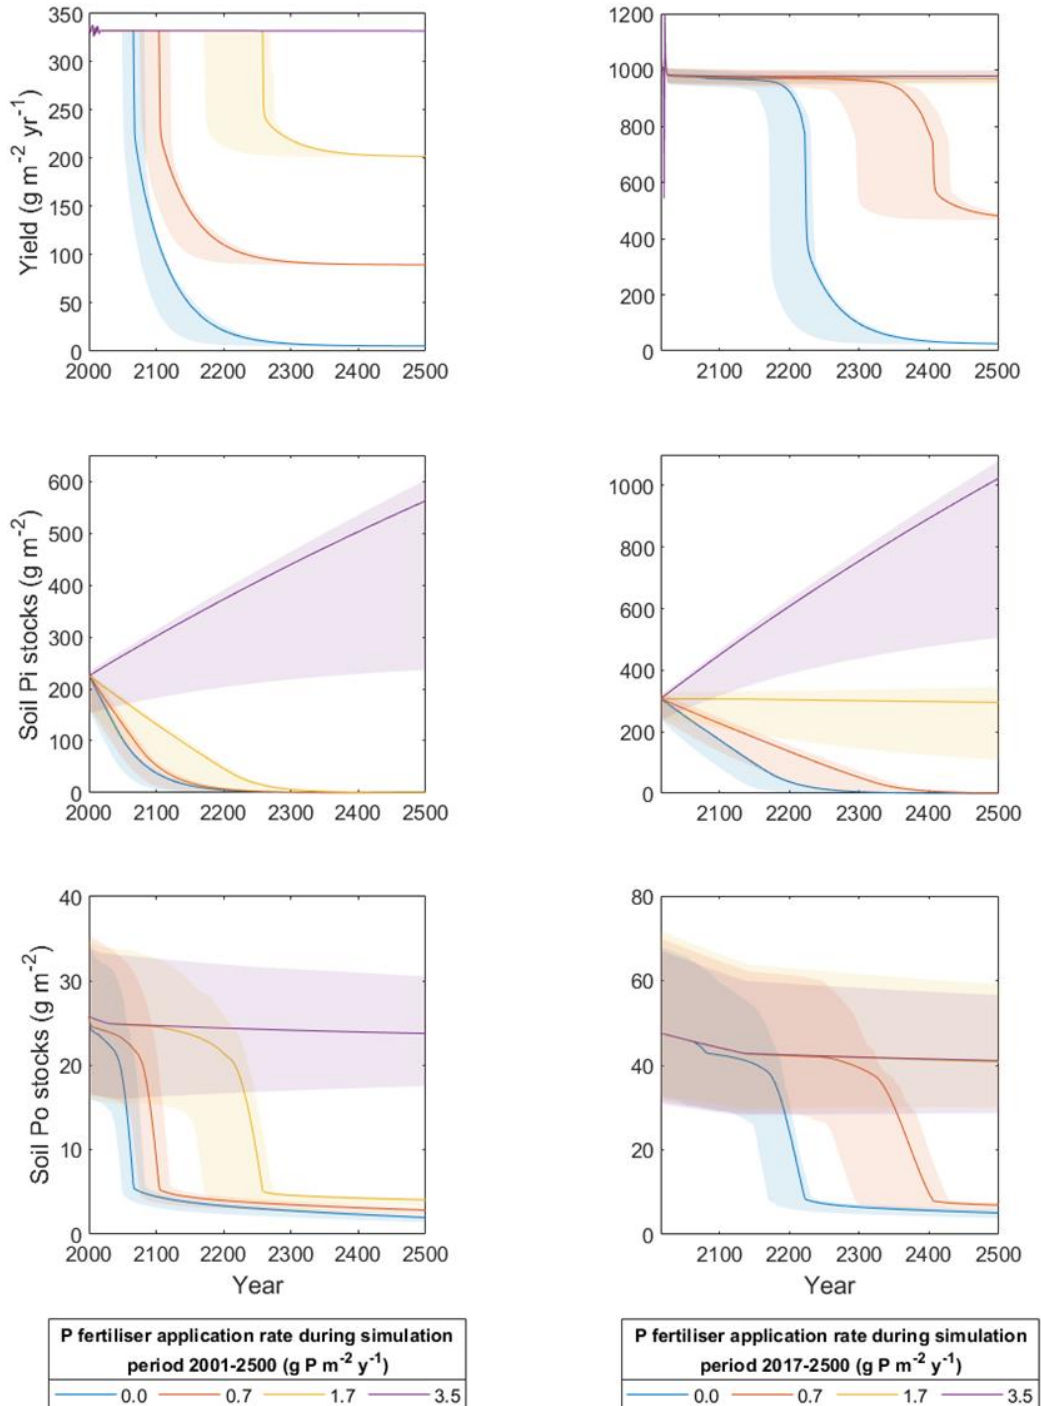 350
300
250
200
150
100
50
0
Yield (g m⁻² yr⁻¹)
2000 2100 2200 2300 2400 2500
1200
1000
800
600
400
200
0
2100 2200 2300 2400 2500
600
500
400
300
200
100
0
Soil Pi stocks (g m⁻²)
2000 2100 2200 2300 2400 2500
1000
800
600
400
200
0
2100 2200 2300 2400 2500
40
30
20
10
0
Soil Po stocks (g m⁻²)
2000 2100 2200 2300 2400 2500
Year
80
60
40
20
0
2100 2200 2300 2400 2500
Year
P fertiliser application rate during simulation
period 2001-2500 (g P m⁻² y⁻¹)
0.0 0.7 1.7 3.5
P fertiliser application rate during simulation
period 2017-2500 (g P m⁻² y⁻¹)
0.0 0.7 1.7 3.5